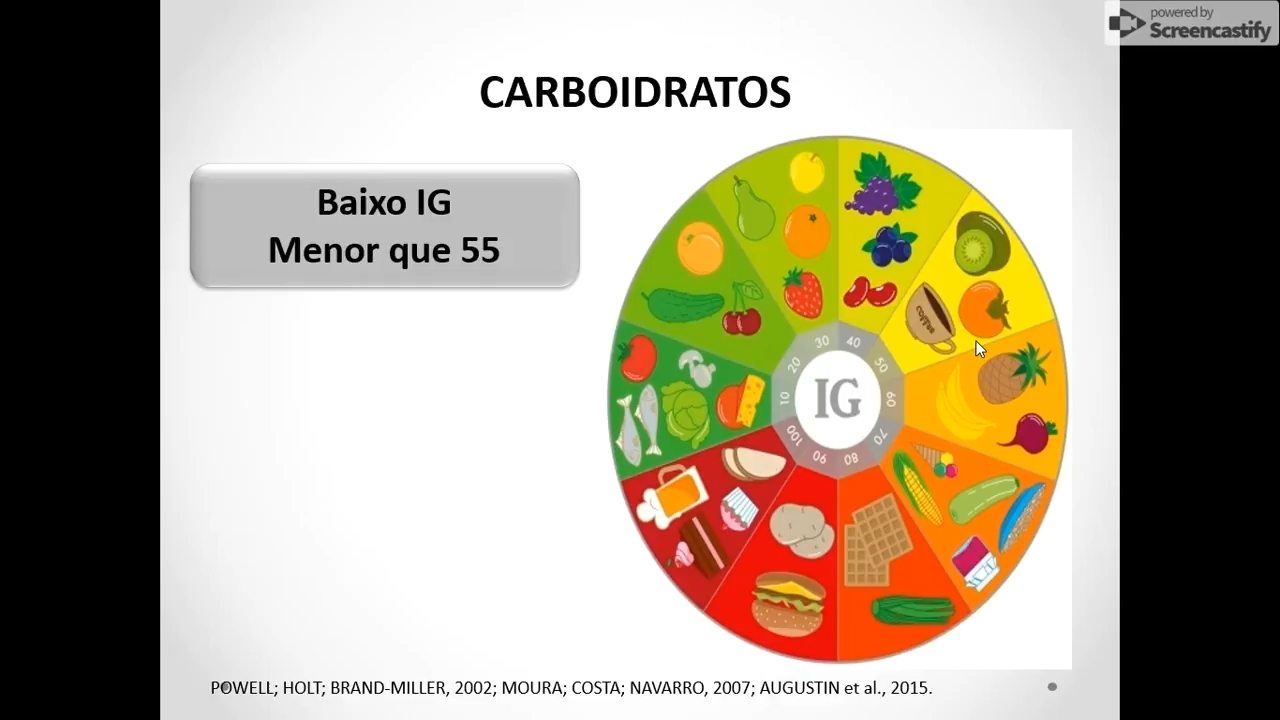 powered by
Screencastify
CARBOIDRATOS
Baixo IG
Menor que 55
COFFEE
IG
10
20
30
40
50
60
70
80
90
100
POWELL; HOLT; BRAND-MILLER, 2002; MOURA; COSTA; NAVARRO, 2007; AUGUSTIN et al., 2015.